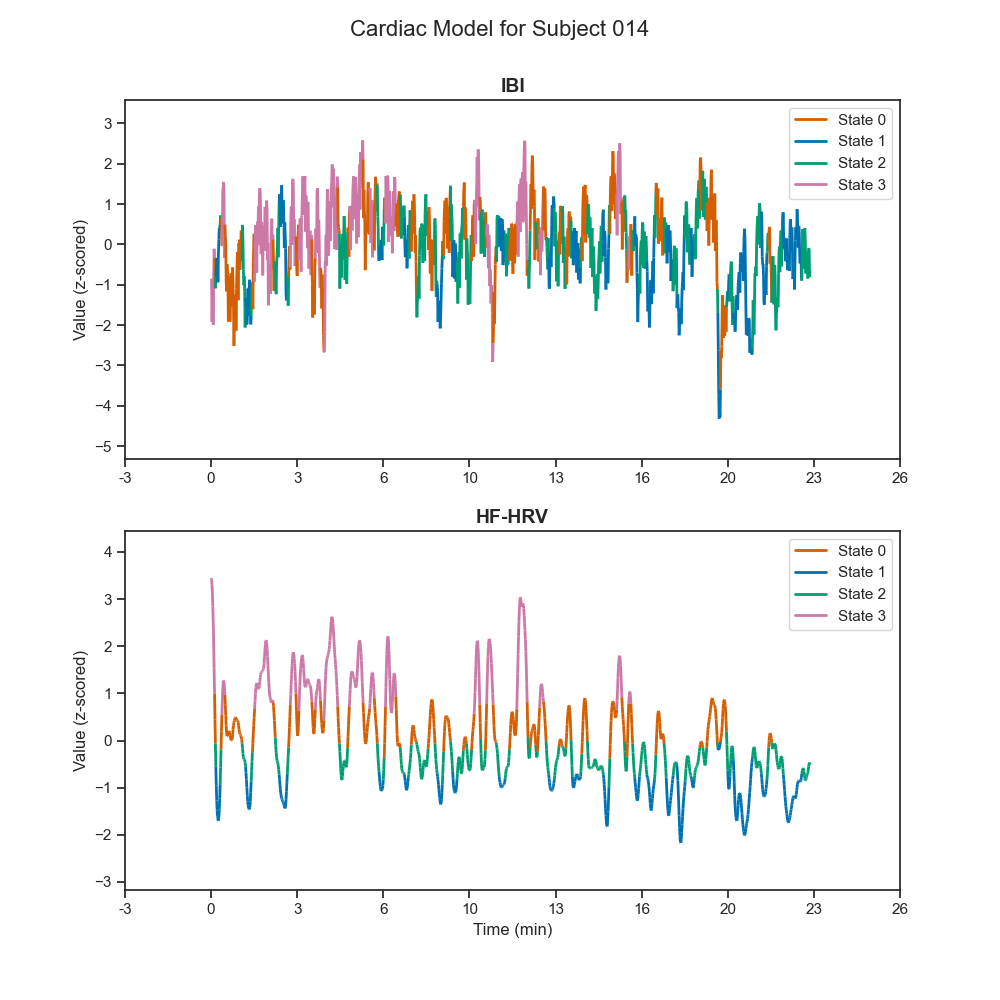 Cardiac Model for Subject 014
IBI
Value (z-scored)
3
2
1
0
−1
−2
−3
−4
−5
-3
0
3
6
10
13
16
20
23
26
State 0
State 1
State 2
State 3
HF-HRV
Value (z-scored)
4
3
2
1
0
−1
−2
−3
-3
0
3
6
10
13
16
20
23
26
State 0
State 1
State 2
State 3
Time (min)